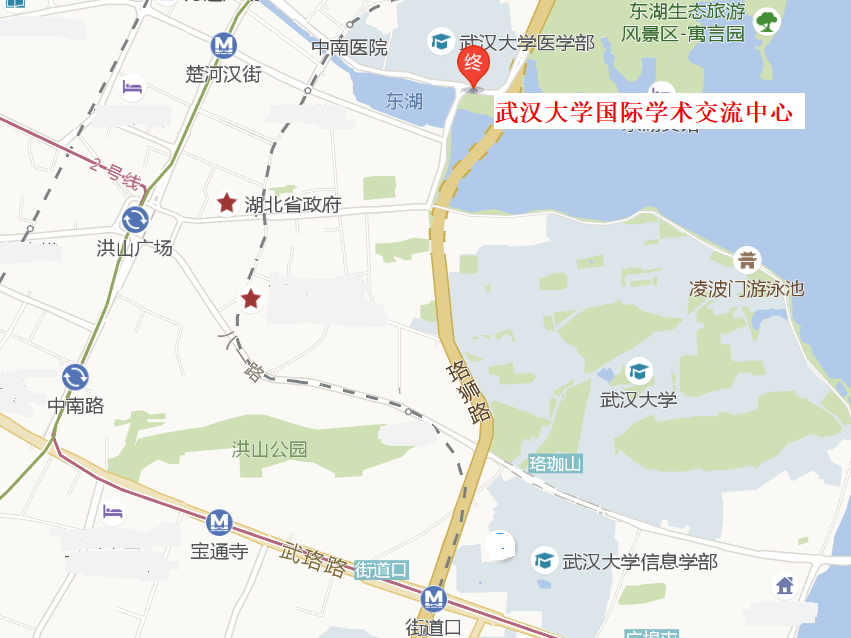 东湖生态旅游
风景区-寓言园
中南医院
武汉大学医学部
终
楚河汉街
东湖
武汉大学国际学术交流中心
2号线
湖北省政府
洪山广场
凌波门游泳池
八一路
珞狮路
武汉大学
中南路
洪山公园
珞珈山
宝通寺
武珞路
街道口
武汉大学信息学部
街道口
广埠屯